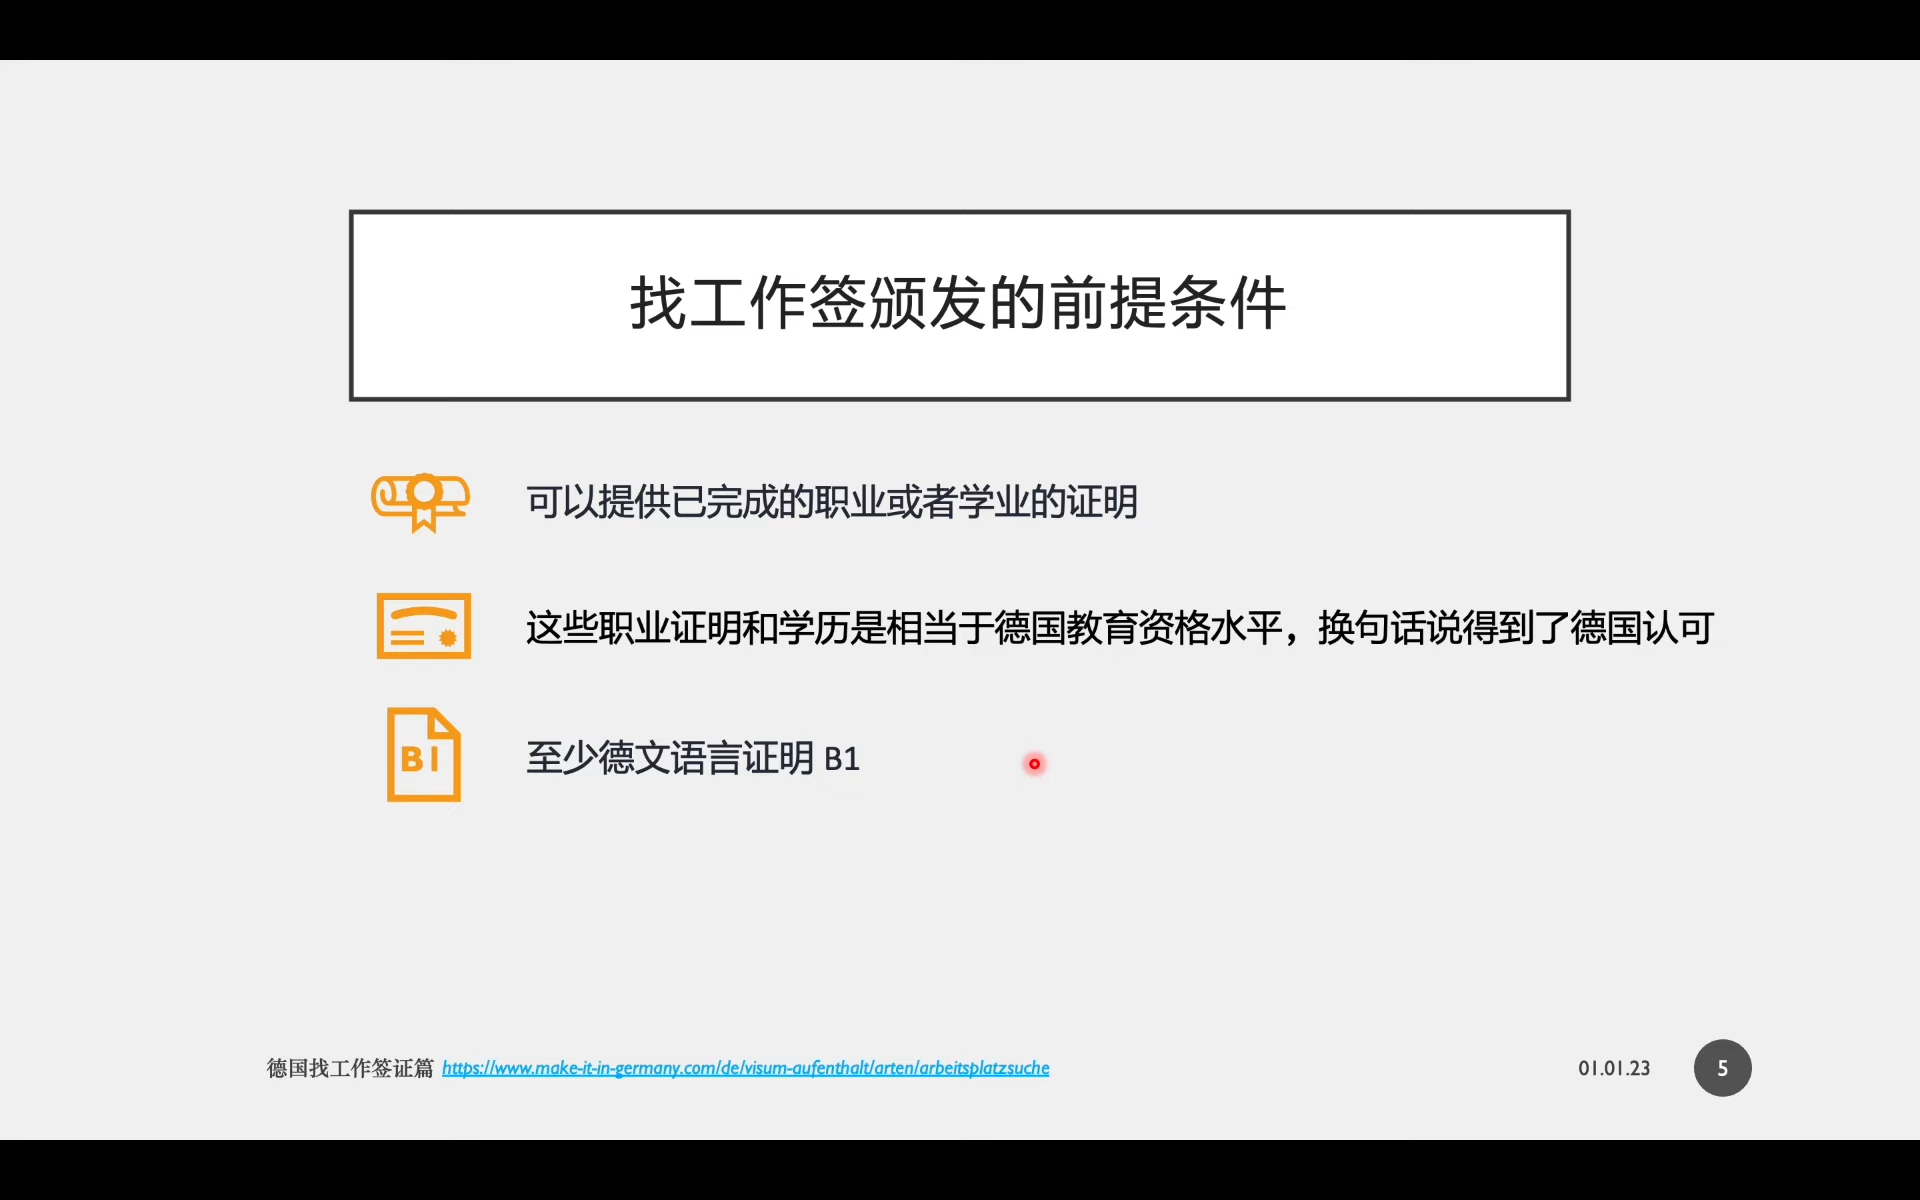 找工作签颁发的前提条件
可以提供已完成的职业或者学业的证明
这些职业证明和学历是相当于德国教育资格水平，换句话说得到了德国认可
B1
至少德文语言证明 B1
德国找工作签证篇 https://www.make-it-in-germany.com/de/visum-aufenthalt/arten/arbeitsplatzsuche
01.01.23
5